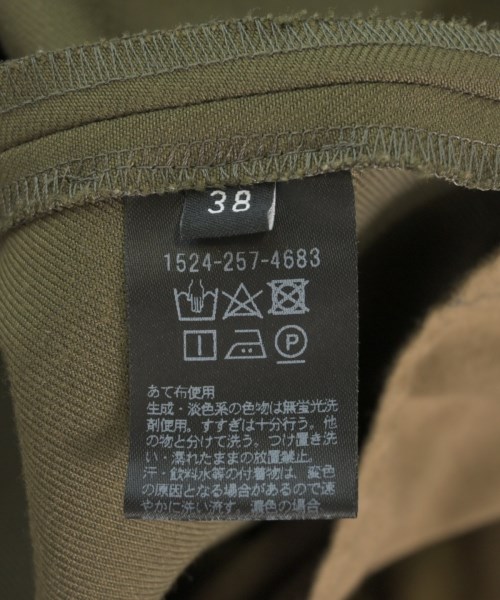 38
1524-257-4683
あて布使用
生成・淡色系の色物は無蛍光洗
剤使用。すすぎは十分行う。他
の物と分けて洗う。つけ置き洗
い・濡れたままの放置禁止。
汗・飲料水等の付着物は、変色
の原因となる場合があるので速
やかに洗い流す。濃色の場合、